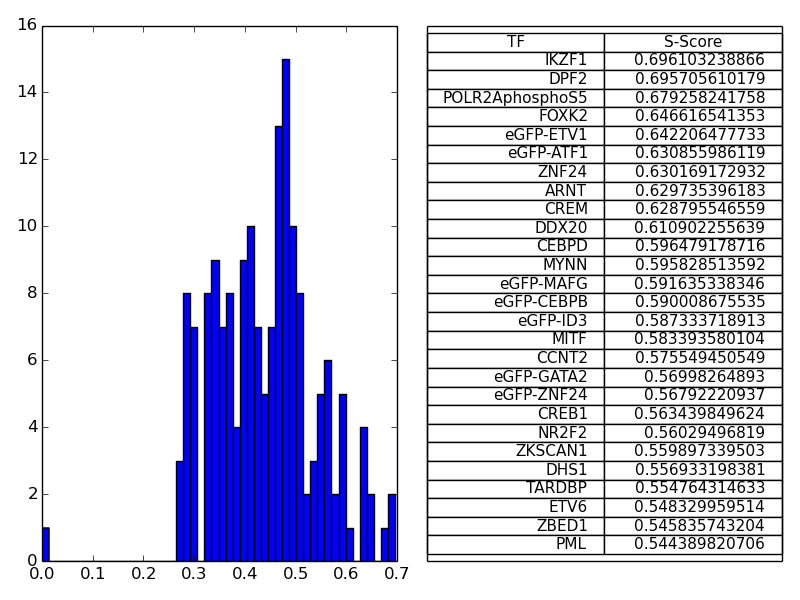 16
14
12
10
8
6
4
2
0
0.0 0.1 0.2 0.3 0.4 0.5 0.6 0.7
TF S-Score
IKZF1 0.696103238866
DPF2 0.695705610179
POLR2AphosphoS5 0.679258241758
FOXK2 0.646616541353
eGFP-ETV1 0.642206477733
eGFP-ATF1 0.630855986119
ZNF24 0.630169172932
ARNT 0.629735396183
CREM 0.628795546559
DDX20 0.610902255639
CEBPD 0.596479178716
MYNN 0.595828513592
eGFP-MAFG 0.591635338346
eGFP-CEBPB 0.590008675535
eGFP-ID3 0.587333718913
MITF 0.583393580104
CCNT2 0.575549450549
eGFP-GATA2 0.56998264893
eGFP-ZNF24 0.56792220937
CREB1 0.563439849624
NR2F2 0.56029496819
ZKSCAN1 0.559897339503
DHS1 0.556933198381
TARDBP 0.554764314633
ETV6 0.548329959514
ZBED1 0.545835743204
PML 0.544389820706